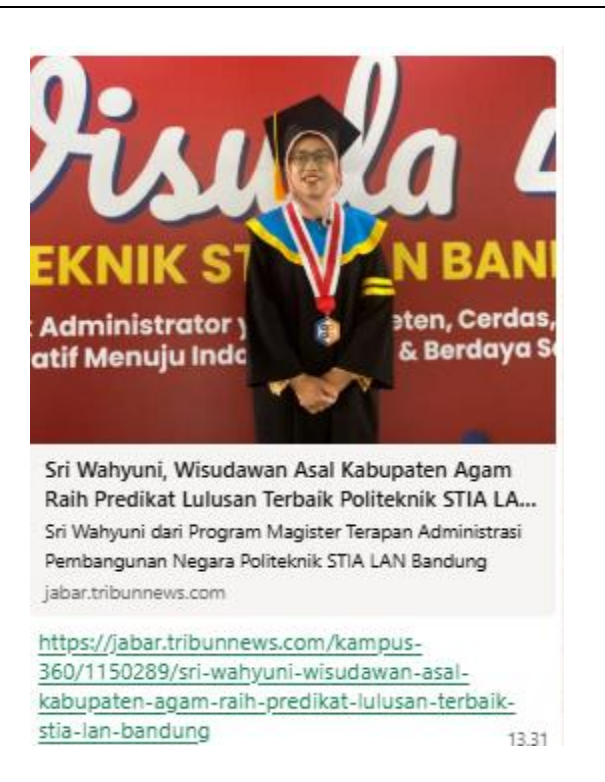 isuda 4
EKNIK ST N BAN
Administrator y eten, Cerdas,
atif Menuju Indo & Berdaya S
Sri Wahyuni, Wisudawan Asal Kabupaten Agam
Raih Predikat Lulusan Terbaik Politeknik STIA LA...
Sri Wahyuni dari Program Magister Terapan Administrasi
Pembangunan Negara Politeknik STIA LAN Bandung
jabar.tribunnews.com
https://jabar.tribunnews.com/kampus-
360/1150289/sri-wahyuni-wisudawan-asal-
kabupaten-agam-raih-predikat-lulusan-terbaik-
stia-lan-bandung
13.31